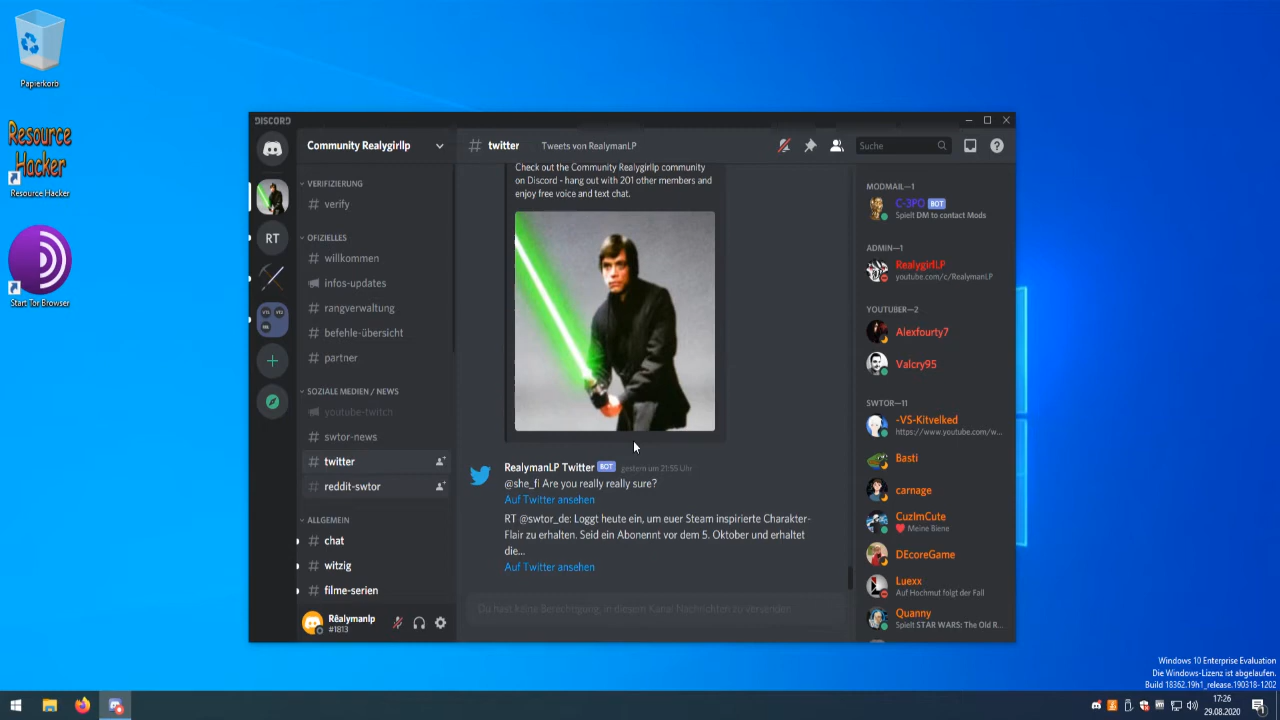 Papierkorb
Resource
Hacker
Resource Hacker
Start Tor Browser
DISCORD
Community Realygirllp
# twitter
Tweets von RealymanLP
Suche
RT
VERIFIZIERUNG
# verify
OFIZIELLES
# willkommen
infos-updates
# rangverwaltung
# befehle-übersicht
# partner
SOZIALE MEDIEN / NEWS
youtube-twitch
# swtor-news
# twitter
# reddit-swtor
ALLGEMEIN
# chat
# witzig
# filme-serien
Rêalymanlp
#1813
Check out the Community Realygirllp community
on Discord - hang out with 201 other members and
enjoy free voice and text chat.
RealymanLP Twitter BOT gestern um 21:55 Uhr
@she_fi Are you really really sure?
Auf Twitter ansehen
RT @swtor_de: Loggt heute ein, um euer Steam inspirierte Charakter-
Flair zu erhalten. Seid ein Abonennt vor dem 5. Oktober und erhaltet
die...
Auf Twitter ansehen
Du hast keine Berechtigung, in diesem Kanal Nachrichten zu versenden.
MODMAIL—1
C-3PO BOT
Spielt DM to contact Mods
ADMIN—1
RealygirlLP
youtube.com/c/RealymanLP
YOUTUBER—2
Alexfourty7
Valcry95
SWTOR—11
-VS-Kitvelked
https://www.youtube.com/w...
Basti
carnage
CuzImCute
Meine Biene
DEcoreGame
Luexx
Auf Hochmut folgt der Fall
Quanny
Spielt STAR WARS: The Old R...
Windows 10 Enterprise Evaluation
Die Windows-Lizenz ist abgelaufen.
Build 18362.19h1_release.190318-1202
17:26
29.08.2020